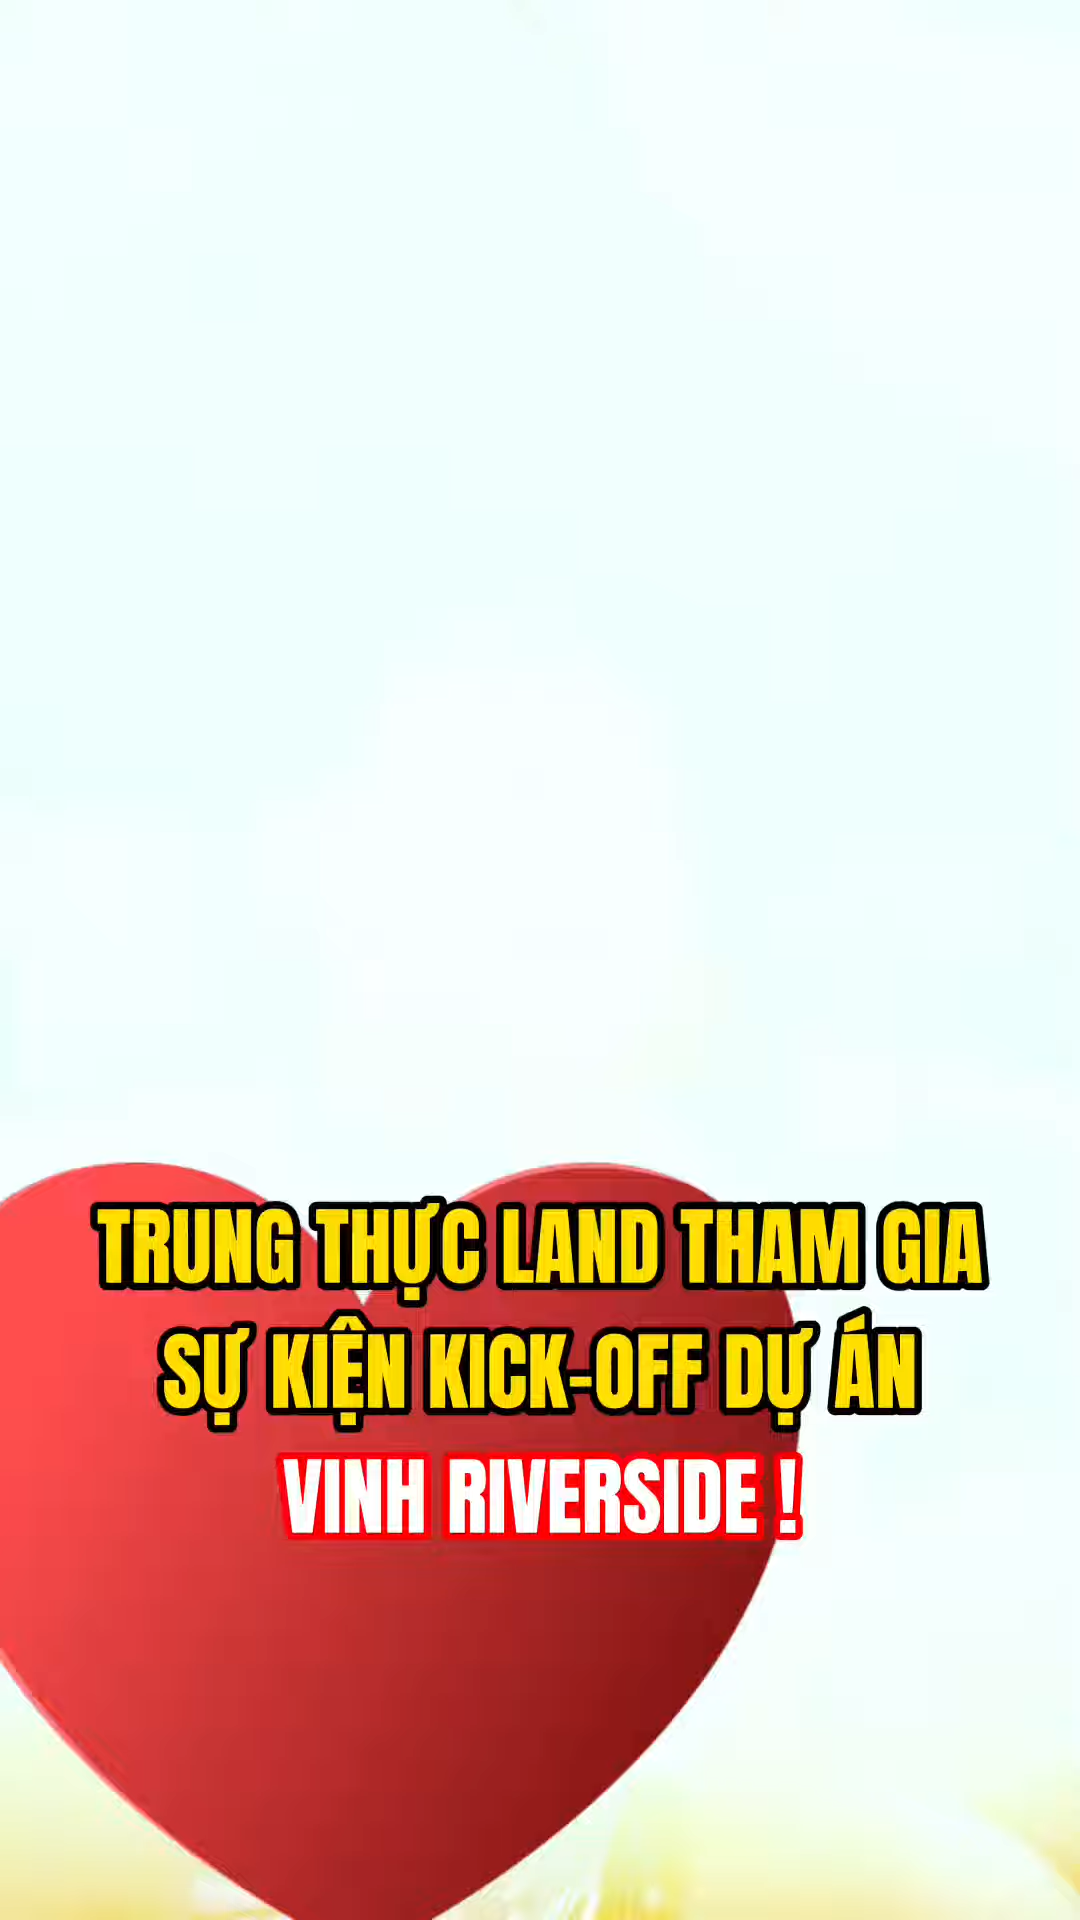 TRUNG THỰC LAND THAM GIA
SỰ KIỆN KICK-OFF DỰ ÁN
VINH RIVERSIDE !